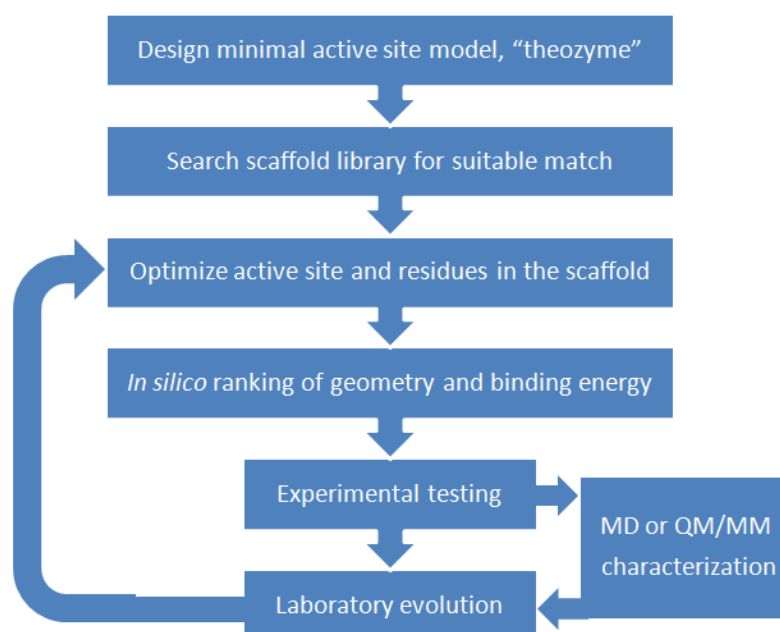 Design minimal active site model, “theozyme”
Search scaffold library for suitable match
Optimize active site and residues in the scaffold
In silico ranking of geometry and binding energy
Experimental testing
MD or QM/MM
characterization
Laboratory evolution